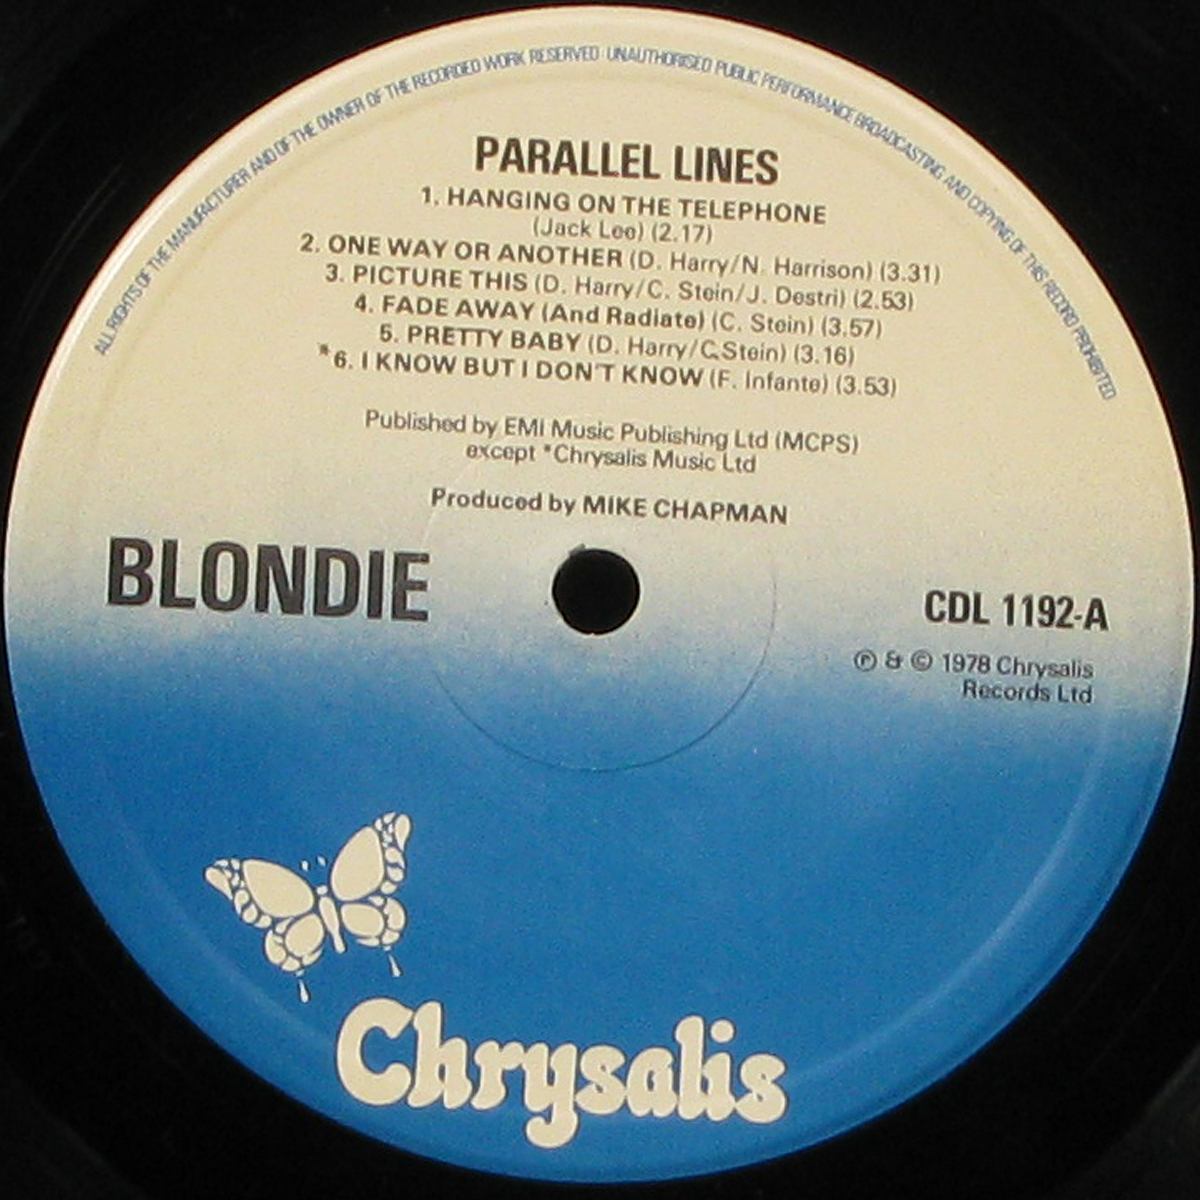 ALL RIGHTS OF THE MANUFACTURER AND OF THE OWNER OF THE RECORDED WORK RESERVED · UNAUTHORISED PUBLIC PERFORMANCE BROADCASTING AND COPYING OF THIS RECORD PROHIBITED
PARALLEL LINES
1. HANGING ON THE TELEPHONE
(Jack Lee) (2.17)
2. ONE WAY OR ANOTHER (D. Harry/N. Harrison) (3.31)
3. PICTURE THIS (D. Harry/C. Stein/J. Destri) (2.53)
4. FADE AWAY (And Radiate) (C. Stein) (3.57)
5. PRETTY BABY (D. Harry/C.Stein) (3.16)
*6. I KNOW BUT I DON'T KNOW (F. Infante) (3.53)
Published by EMI Music Publishing Ltd (MCPS)
except *Chrysalis Music Ltd
Produced by MIKE CHAPMAN
BLONDIE
CDL 1192-A
℗ & © 1978 Chrysalis
Records Ltd
Chrysalis